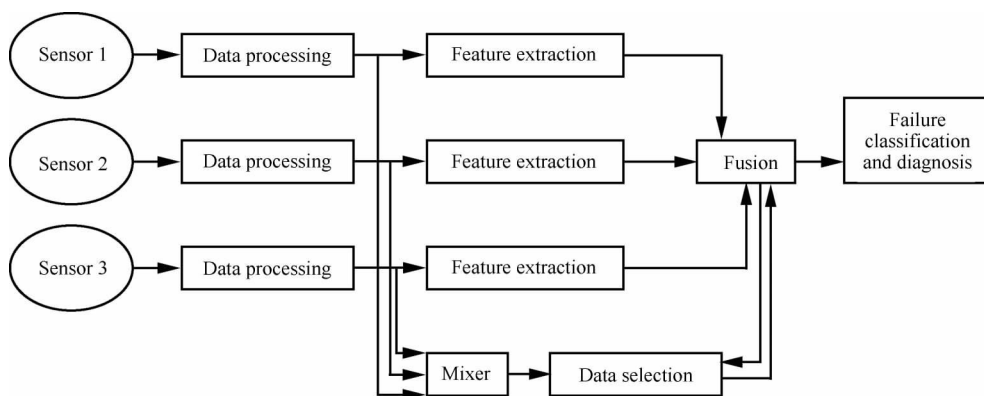 Sensor 1
Data processing
Feature extraction
Sensor 2
Data processing
Feature extraction
Fusion
Failure
classification
and diagnosis
Sensor 3
Data processing
Feature extraction
Mixer
Data selection